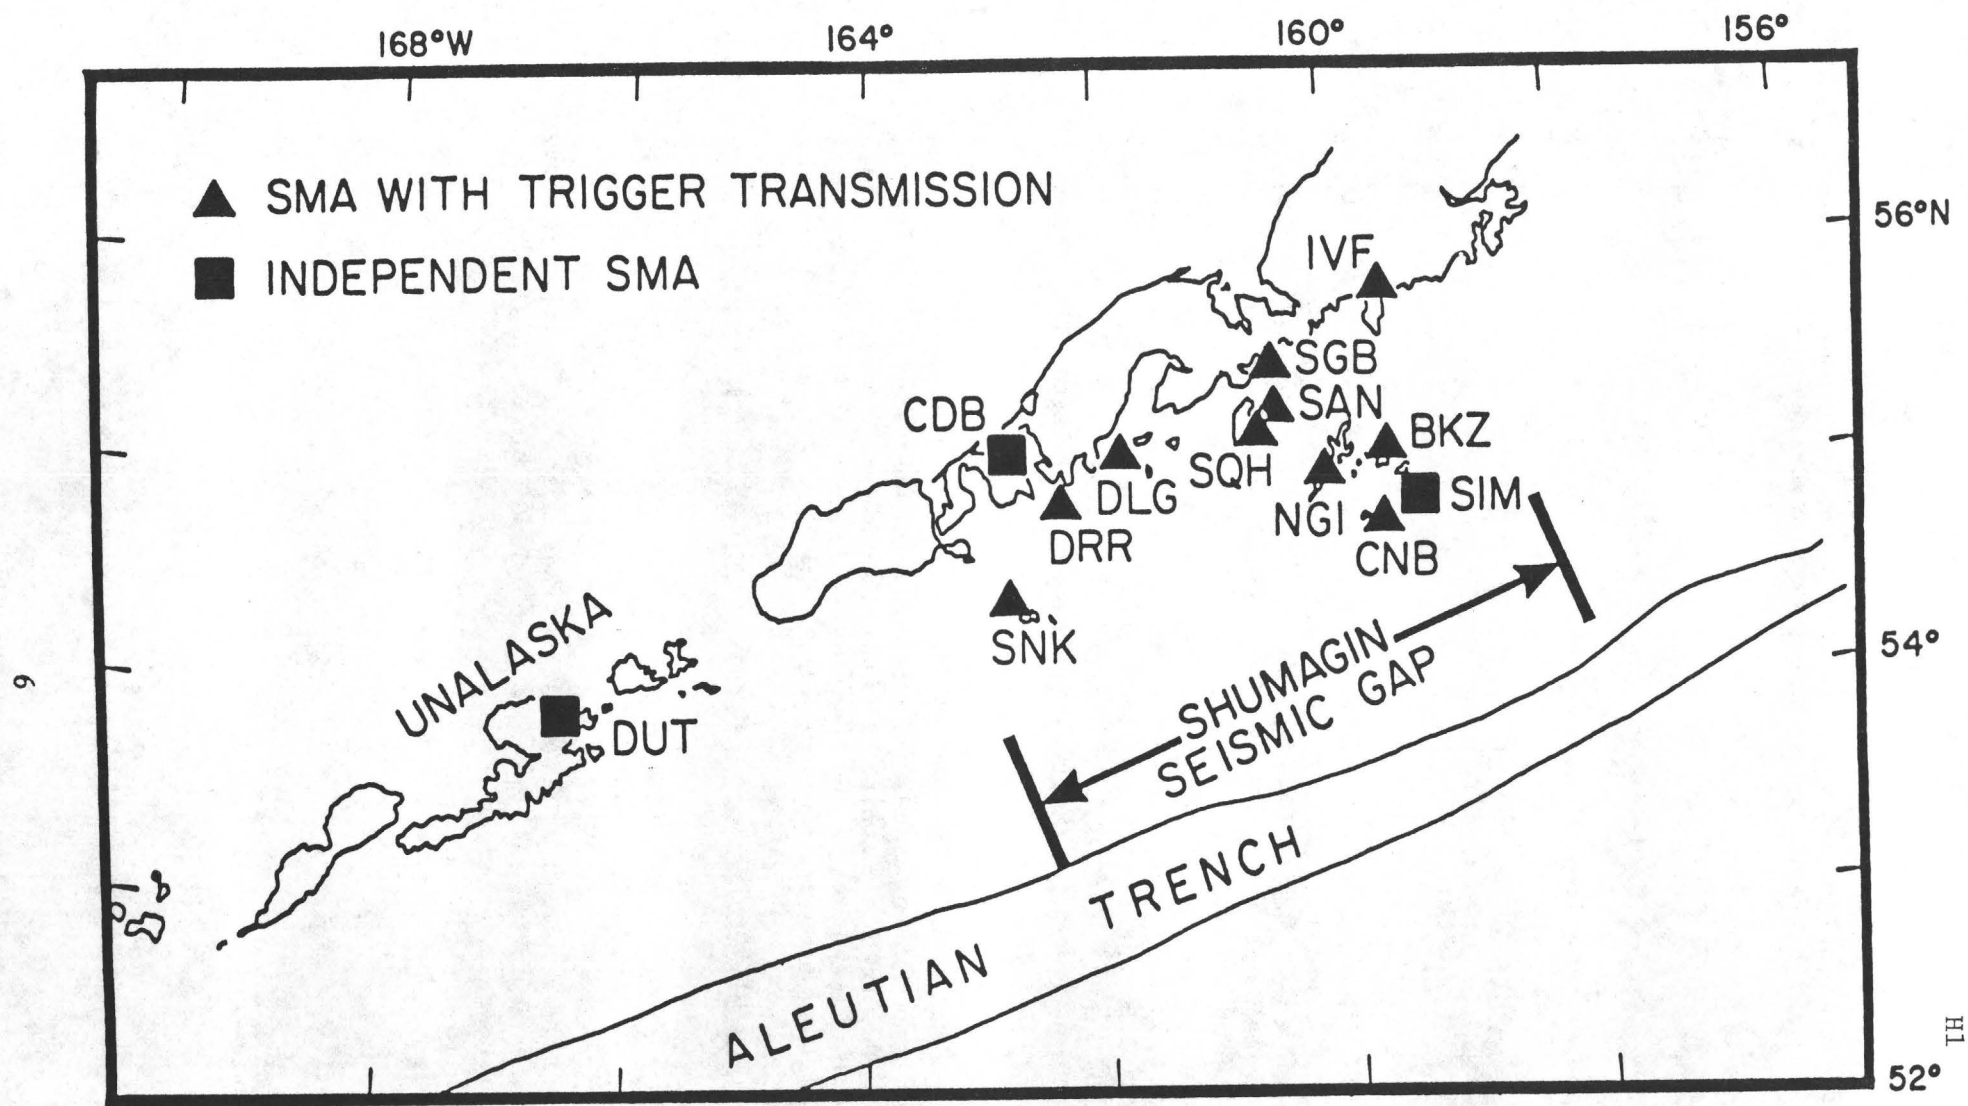 168°W 164° 160° 156°
▲ SMA WITH TRIGGER TRANSMISSION
■ INDEPENDENT SMA
56°N
IVF
SGB
SAN
CDB
BKZ
SQH
DLG
SIM
NGI
DRR
CNB
SNK
54°
UNALASKA
DUT
SHUMAGIN
SEISMIC GAP
ALEUTIAN TRENCH
52°
9
H1